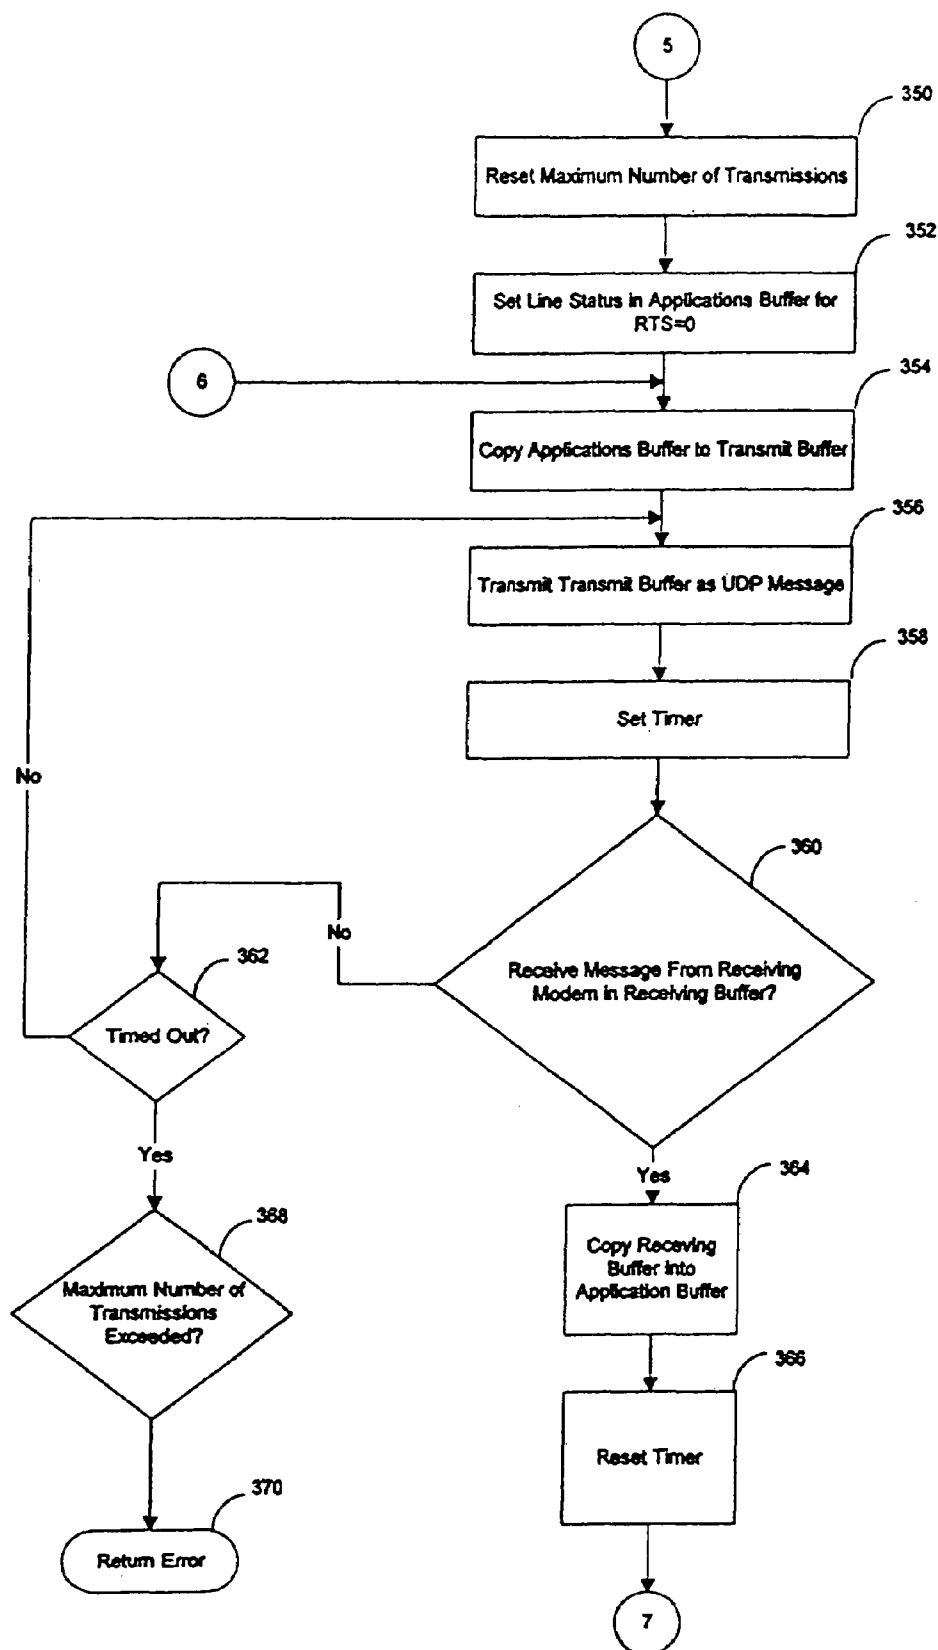 5
350
Reset Maximum Number of Transmissions
352
Set Line Status in Applications Buffer for
RTS=0
6
354
Copy Applications Buffer to Transmit Buffer
356
Transmit Transmit Buffer as UDP Message
358
Set Timer
No
360
No
362
Receive Message From Receiving
Modem in Receiving Buffer?
Timed Out?
Yes
Yes
364
368
Copy Receving
Buffer into
Application Buffer
Maximum Number of
Transmissions
Exceeded?
366
Reset Timer
370
Return Error
7